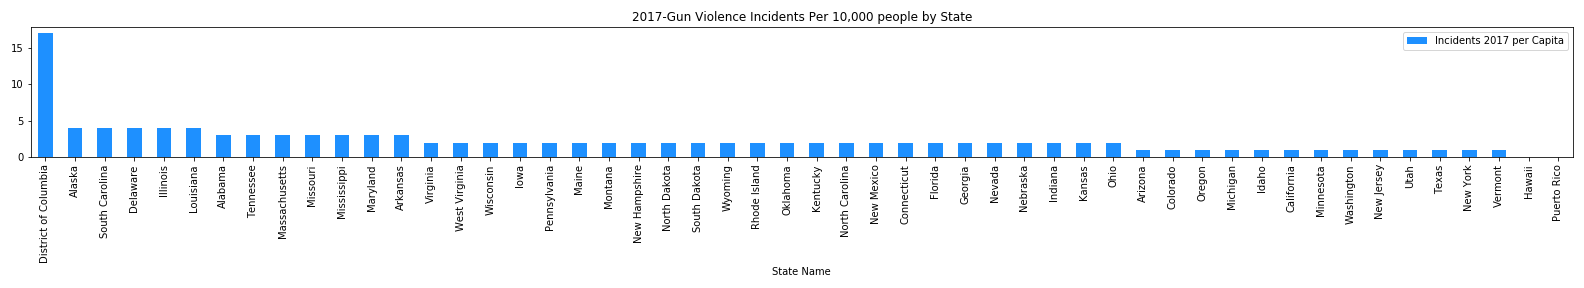 2017-Gun Violence Incidents Per 10,000 people by State
Incidents 2017 per Capita
15
10
5
0
District of Columbia
Alaska
South Carolina
Delaware
Illinois
Louisiana
Alabama
Tennessee
Massachusetts
Missouri
Mississippi
Maryland
Arkansas
Virginia
West Virginia
Wisconsin
Iowa
Pennsylvania
Maine
Montana
New Hampshire
North Dakota
South Dakota
Wyoming
Rhode Island
Oklahoma
Kentucky
North Carolina
New Mexico
Connecticut
Florida
Georgia
Nevada
Nebraska
Indiana
Kansas
Ohio
Arizona
Colorado
Oregon
Michigan
Idaho
California
Minnesota
Washington
New Jersey
Utah
Texas
New York
Vermont
Hawaii
Puerto Rico
State Name